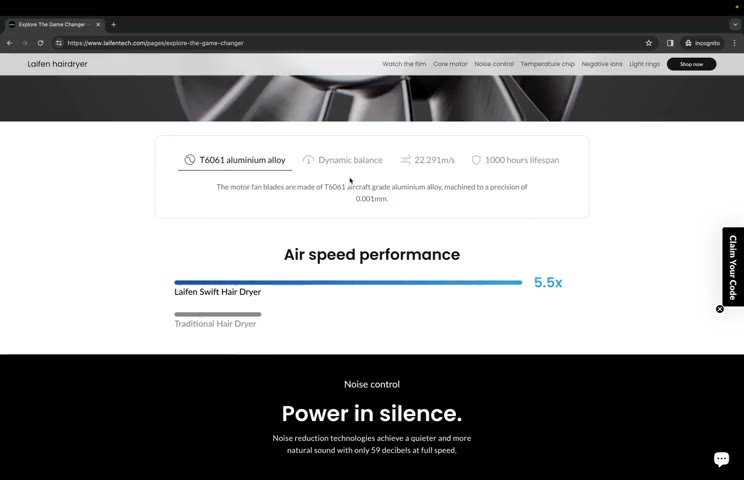 Explore The Game Changer
https://www.laifentech.com/pages/explore-the-game-changer
Incognito
Laifen hairdryer
Watch the film
Core motor
Noise control
Temperature chip
Negative ions
Light rings
Shop now
T6061 aluminium alloy
Dynamic balance
22.291m/s
1000 hours lifespan
The motor fan blades are made of T6061 aircraft grade aluminium alloy, machined to a precision of
0.001mm.
Air speed performance
5.5x
Laifen Swift Hair Dryer
Traditional Hair Dryer
Claim Your Code
Noise control
Power in silence.
Noise reduction technologies achieve a quieter and more
natural sound with only 59 decibels at full speed.